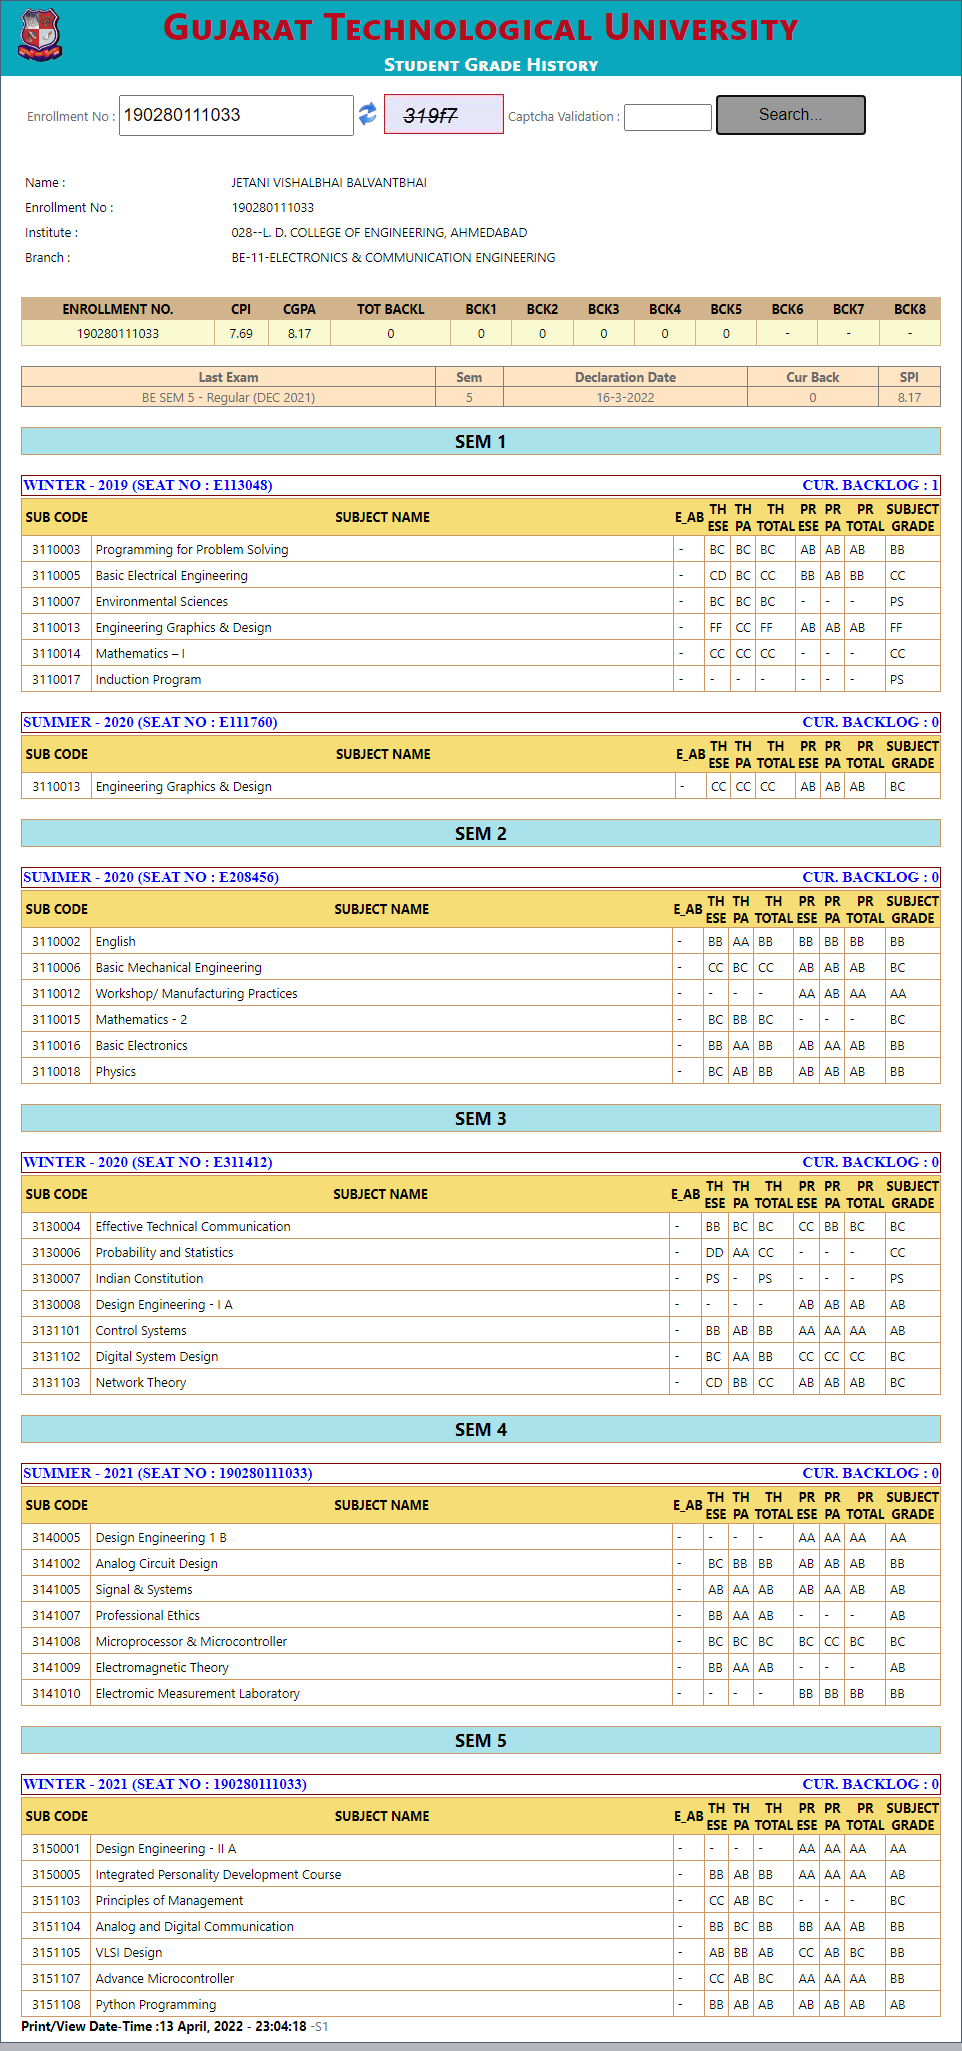 Gujarat Technological University
Student Grade History
Enrollment No : 190280111033 319f7 Captcha Validation : Search...
Name : JETANI VISHALBHAI BALVANTBHAI
Enrollment No : 190280111033
Institute : 028--L. D. COLLEGE OF ENGINEERING, AHMEDABAD
Branch : BE-11-ELECTRONICS & COMMUNICATION ENGINEERING
ENROLLMENT NO. CPI CGPA TOT BACKL BCK1 BCK2 BCK3 BCK4 BCK5 BCK6 BCK7 BCK8
190280111033 7.69 8.17 0 0 0 0 0 0 - - -
Last Exam Sem Declaration Date Cur Back SPI
BE SEM 5 - Regular (DEC 2021) 5 16-3-2022 0 8.17
SEM 1
WINTER - 2019 (SEAT NO : E113048) CUR. BACKLOG : 1
SUB CODE SUBJECT NAME E_AB TH ESE TH PA TH TOTAL PR ESE PR PA PR TOTAL SUBJECT GRADE
3110003 Programming for Problem Solving - BC BC BC AB AB AB BB
3110005 Basic Electrical Engineering - CD BC CC BB AB BB CC
3110007 Environmental Sciences - BC BC BC - - - PS
3110013 Engineering Graphics & Design - FF CC FF AB AB AB FF
3110014 Mathematics – I - CC CC CC - - - CC
3110017 Induction Program - - - - - - - PS
SUMMER - 2020 (SEAT NO : E111760) CUR. BACKLOG : 0
SUB CODE SUBJECT NAME E_AB TH ESE TH PA TH TOTAL PR ESE PR PA PR TOTAL SUBJECT GRADE
3110013 Engineering Graphics & Design - CC CC CC AB AB AB BC
SEM 2
SUMMER - 2020 (SEAT NO : E208456) CUR. BACKLOG : 0
SUB CODE SUBJECT NAME E_AB TH ESE TH PA TH TOTAL PR ESE PR PA PR TOTAL SUBJECT GRADE
3110002 English - BB AA BB BB BB BB BB
3110006 Basic Mechanical Engineering - CC BC CC AB AB AB BC
3110012 Workshop/ Manufacturing Practices - - - - AA AB AA AA
3110015 Mathematics - 2 - BC BB BC - - - BC
3110016 Basic Electronics - BB AA BB AB AA AB BB
3110018 Physics - BC AB BB AB AB AB BB
SEM 3
WINTER - 2020 (SEAT NO : E311412) CUR. BACKLOG : 0
SUB CODE SUBJECT NAME E_AB TH ESE TH PA TH TOTAL PR ESE PR PA PR TOTAL SUBJECT GRADE
3130004 Effective Technical Communication - BB BC BC CC BB BC BC
3130006 Probability and Statistics - DD AA CC - - - CC
3130007 Indian Constitution - PS - PS - - - PS
3130008 Design Engineering - I A - - - - AB AB AB AB
3131101 Control Systems - BB AB BB AA AA AA AB
3131102 Digital System Design - BC AA BB CC CC CC BC
3131103 Network Theory - CD BB CC AB AB AB BC
SEM 4
SUMMER - 2021 (SEAT NO : 190280111033) CUR. BACKLOG : 0
SUB CODE SUBJECT NAME E_AB TH ESE TH PA TH TOTAL PR ESE PR PA PR TOTAL SUBJECT GRADE
3140005 Design Engineering 1 B - - - - AA AA AA AA
3141002 Analog Circuit Design - BC BB BB AB AB AB BB
3141005 Signal & Systems - AB AA AB AB AA AB AB
3141007 Professional Ethics - BB AA AB - - - AB
3141008 Microprocessor & Microcontroller - BC BC BC BC CC BC BC
3141009 Electromagnetic Theory - BB AA AB - - - AB
3141010 Electromic Measurement Laboratory - - - - BB BB BB BB
SEM 5
WINTER - 2021 (SEAT NO : 190280111033) CUR. BACKLOG : 0
SUB CODE SUBJECT NAME E_AB TH ESE TH PA TH TOTAL PR ESE PR PA PR TOTAL SUBJECT GRADE
3150001 Design Engineering - II A - - - - AA AA AA AA
3150005 Integrated Personality Development Course - BB AB BB AA AA AA AB
3151103 Principles of Management - CC AB BC - - - BC
3151104 Analog and Digital Communication - BB BC BB BB AA AB BB
3151105 VLSI Design - AB BB AB CC AB BC BB
3151107 Advance Microcontroller - CC AB BC AA AA AA BB
3151108 Python Programming - BB AB AB AB AB AB AB
Print/View Date-Time :13 April, 2022 - 23:04:18 -S1